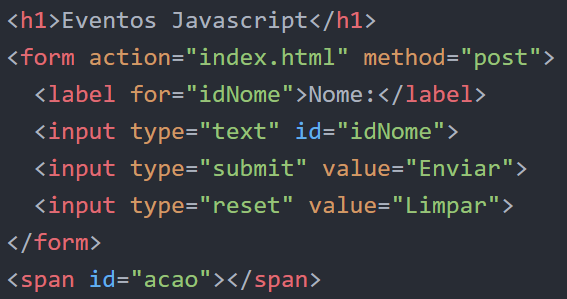 <h1>Eventos Javascript</h1>
<form action="index.html" method="post">
  <label for="idNome">Nome:</label>
  <input type="text" id="idNome">
  <input type="submit" value="Enviar">
  <input type="reset" value="Limpar">
</form>
<span id="acao"></span>